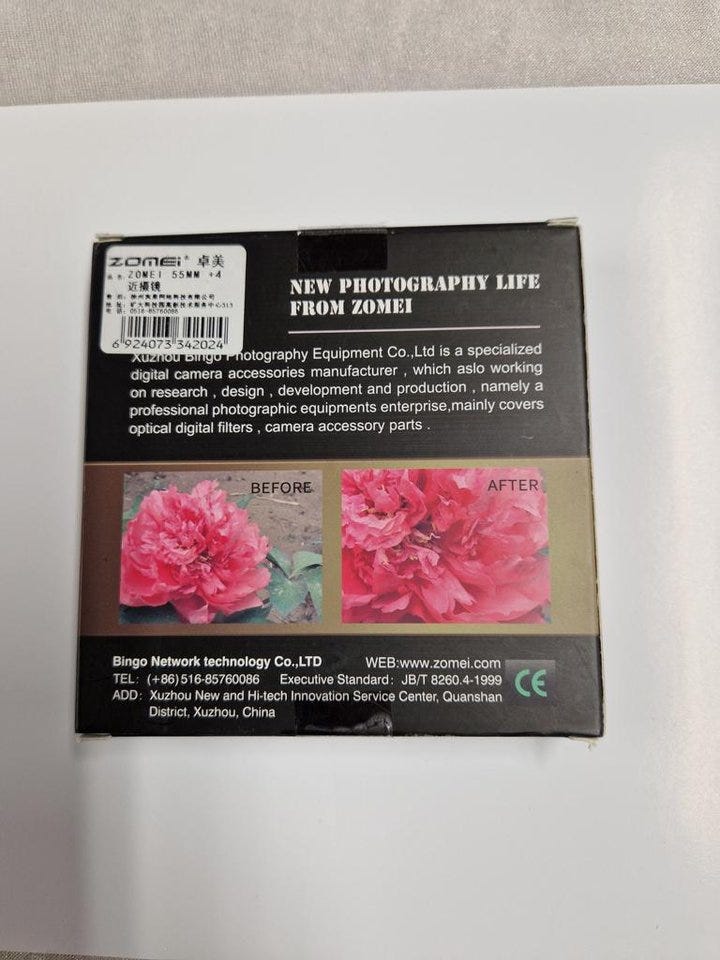 ZOMEI® 卓美
品名: ZOMEI 55MM +4
近摄镜
电话: 0516-85760086
6 924073 342024
NEW PHOTOGRAPHY LIFE
FROM ZOMEI
Xuzhou Bingo Photography Equipment Co.,Ltd is a specialized
digital camera accessories manufacturer , which aslo working
on research , design , development and production , namely a
professional photographic equipments enterprise,mainly covers
optical digital filters , camera accessory parts .
BEFORE
AFTER
Bingo Network technology Co.,LTD
WEB:www.zomei.com
TEL: (+86)516-85760086
Executive Standard: JB/T 8260.4-1999
CE
ADD: Xuzhou New and Hi-tech Innovation Service Center, Quanshan
District, Xuzhou, China